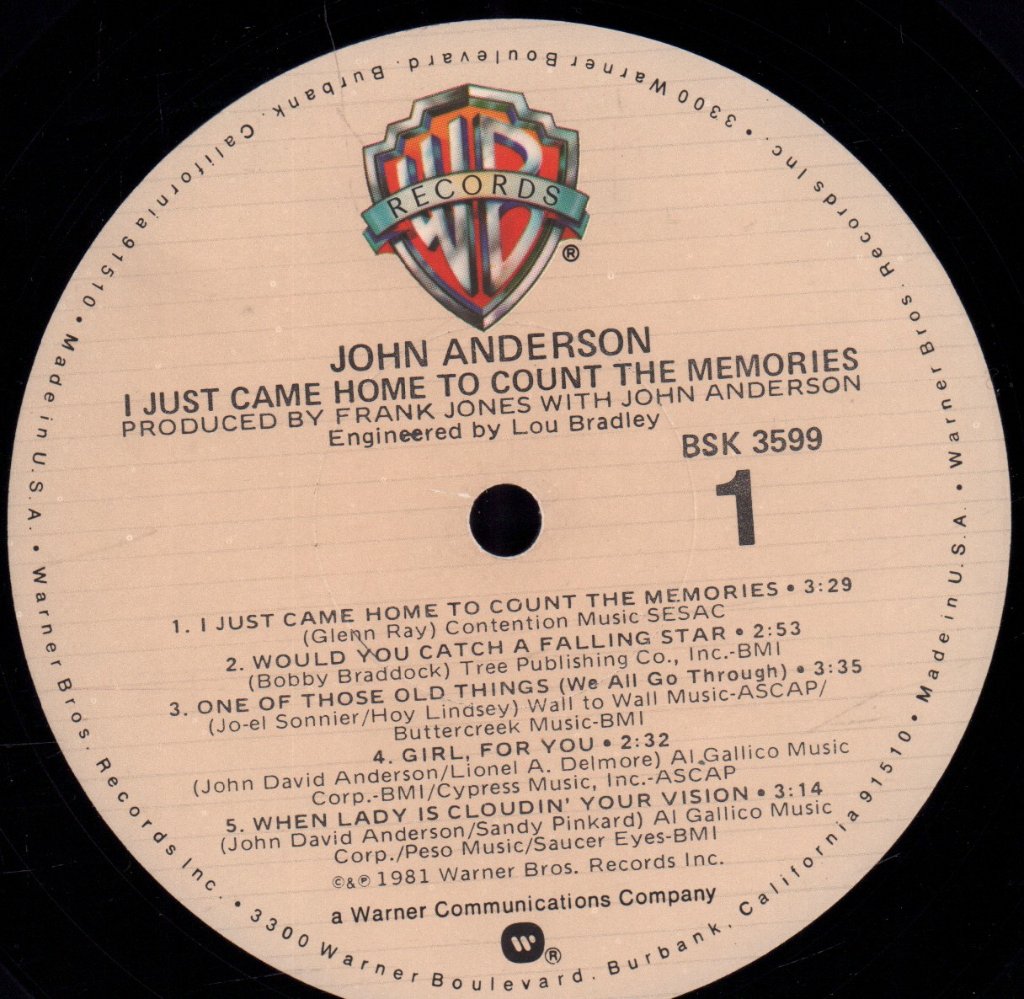 WB
RECORDS
®
JOHN ANDERSON
I JUST CAME HOME TO COUNT THE MEMORIES
PRODUCED BY FRANK JONES WITH JOHN ANDERSON
Engineered by Lou Bradley
BSK 3599
1
1. I JUST CAME HOME TO COUNT THE MEMORIES • 3:29
(Glenn Ray) Contention Music SESAC
2. WOULD YOU CATCH A FALLING STAR • 2:53
(Bobby Braddock) Tree Publishing Co., Inc.-BMI
3. ONE OF THOSE OLD THINGS (We All Go Through) • 3:35
(Jo-el Sonnier/Hoy Lindsey) Wall to Wall Music-ASCAP/
Buttercreek Music-BMI
4. GIRL, FOR YOU • 2:32
(John David Anderson/Lionel A. Delmore) Al Gallico Music
Corp.-BMI/Cypress Music, Inc.-ASCAP
5. WHEN LADY IS CLOUDIN' YOUR VISION • 3:14
(John David Anderson/Sandy Pinkard) Al Gallico Music
Corp./Peso Music/Saucer Eyes-BMI
©&℗ 1981 Warner Bros. Records Inc.
a Warner Communications Company
W®
Warner Bros. Records Inc. • 3300 Warner Boulevard. Burbank. California 91510 • Made in U.S.A. • Warner Bros. Records Inc. • 3300 Warner Boulevard. Burbank. California 91510 • Made in U.S.A. •